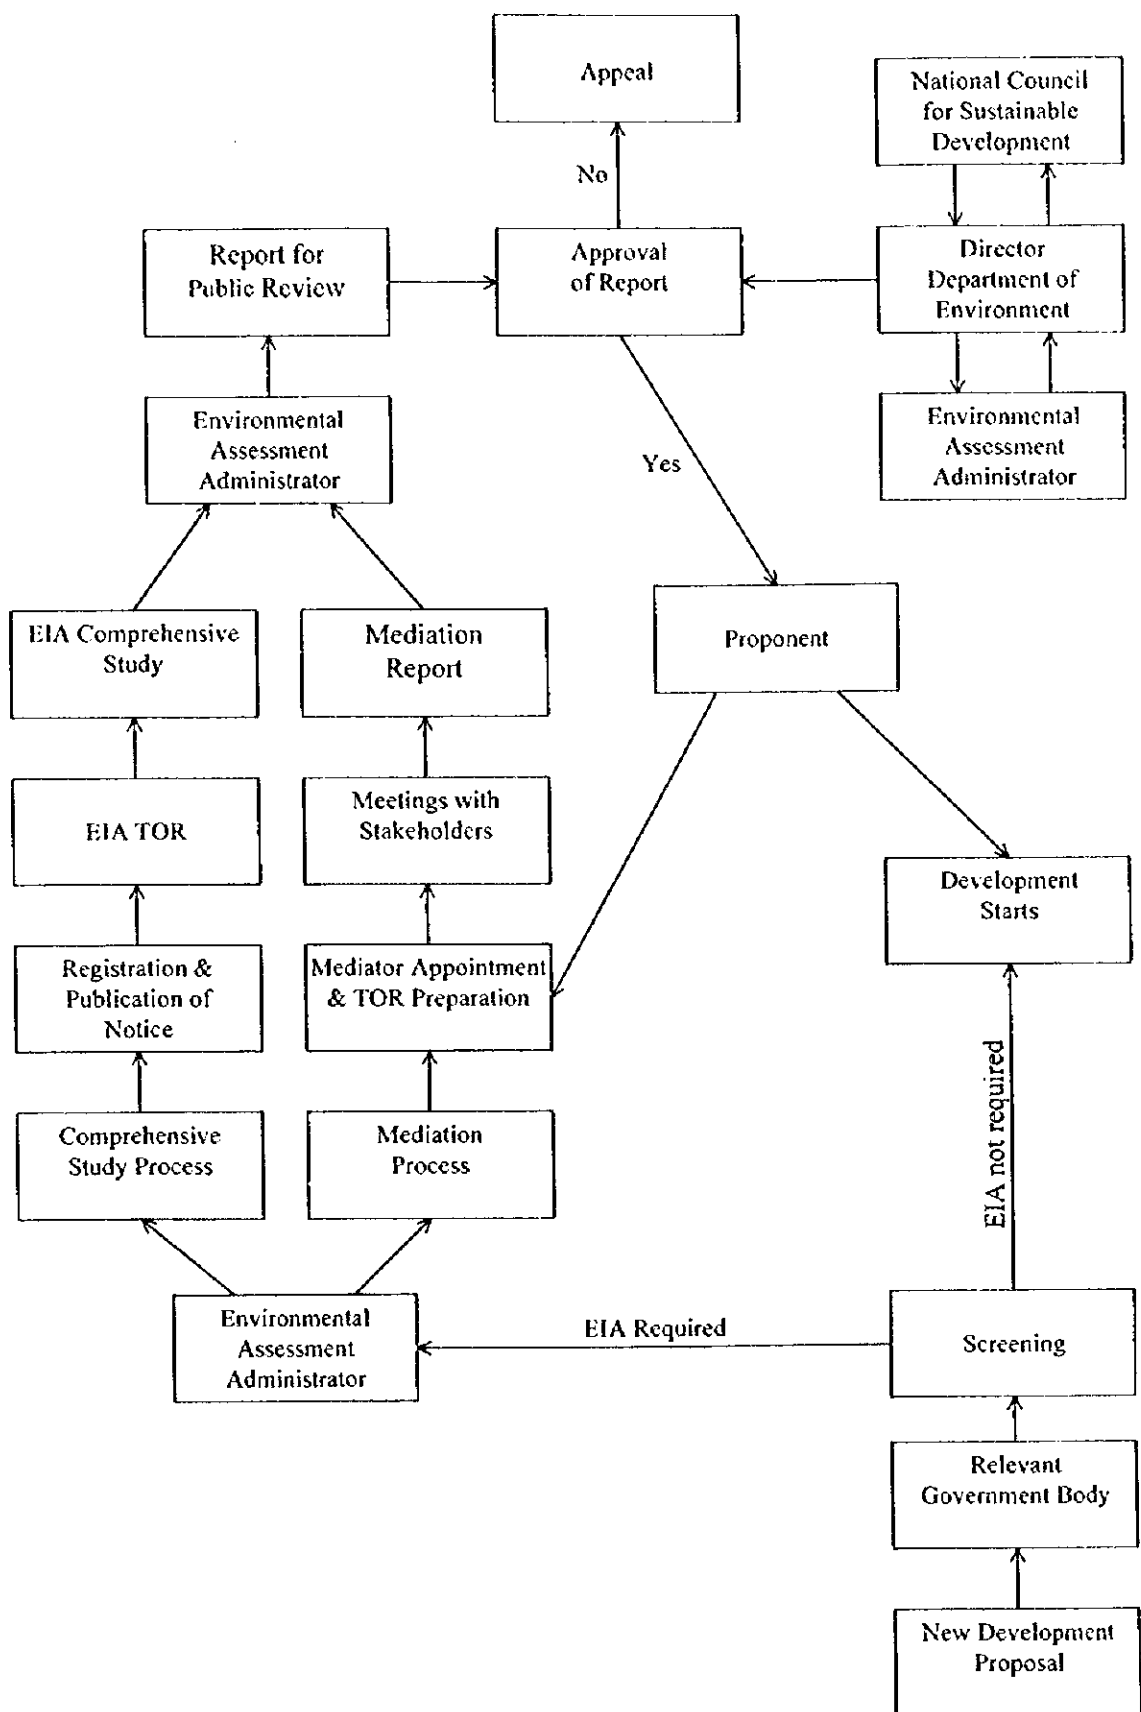 Appeal
National Council
for Sustainable
Development
No
Report for
Public Review
Approval
of Report
Director
Department of
Environment
Environmental
Assessment
Administrator
Yes
Environmental
Assessment
Administrator
EIA Comprehensive
Study
Mediation
Report
Proponent
EIA TOR
Meetings with
Stakeholders
Development
Starts
Registration &
Publication of
Notice
Mediator Appointment
& TOR Preparation
EIA not required
Comprehensive
Study Process
Mediation
Process
Environmental
Assessment
Administrator
EIA Required
Screening
Relevant
Government Body
New Development
Proposal